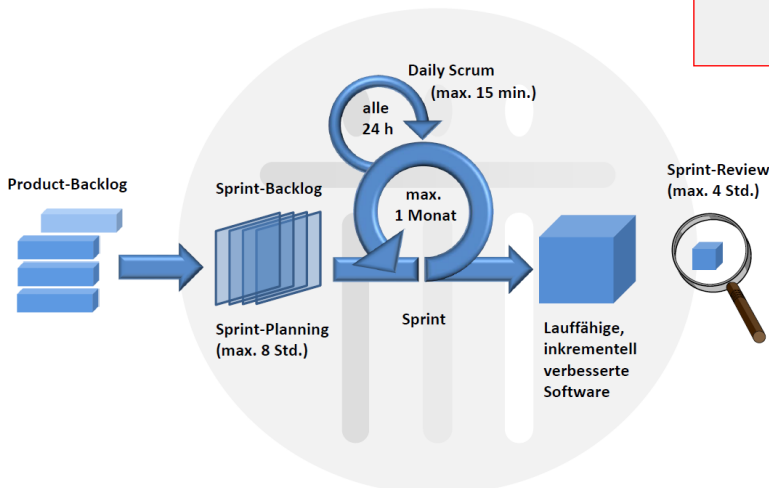 Daily Scrum
(max. 15 min.)
alle
24 h
Product-Backlog
Sprint-Backlog
max.
1 Monat
Sprint-Review
(max. 4 Std.)
Sprint-Planning
(max. 8 Std.)
Sprint
Lauffähige,
inkrementell
verbesserte
Software